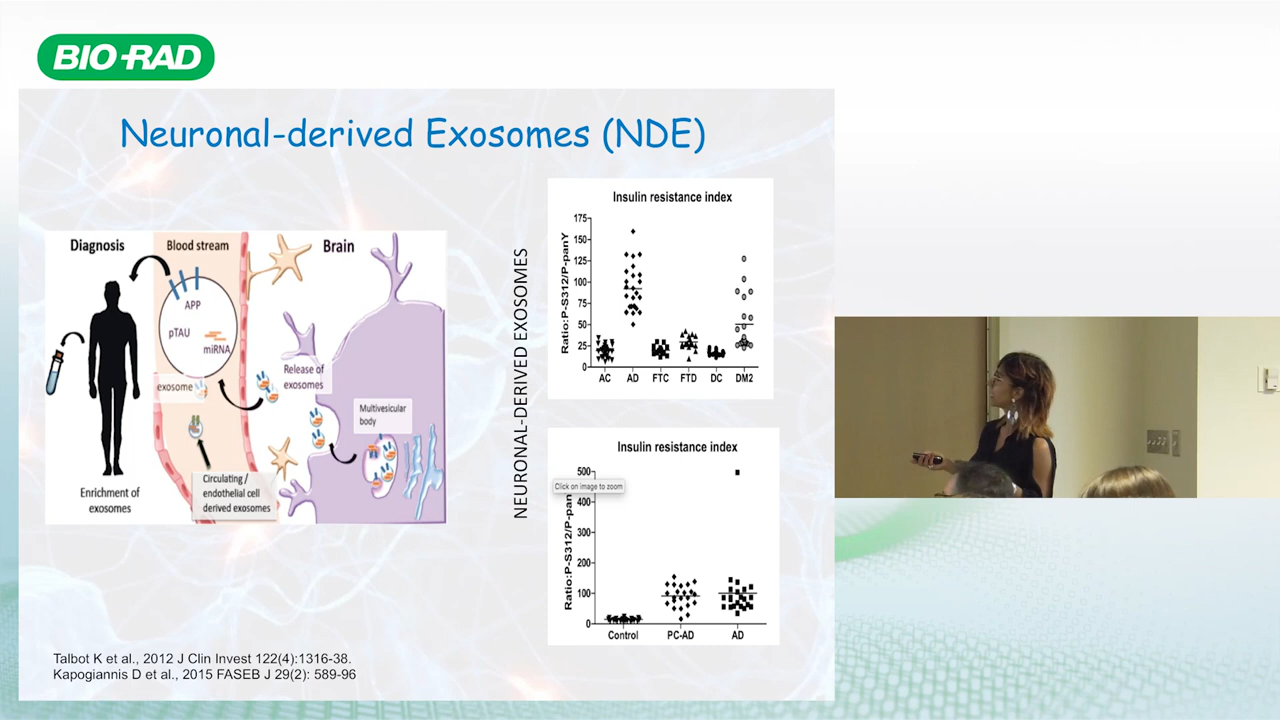 BIO-RAD
Neuronal-derived Exosomes (NDE)
Diagnosis
Blood stream
Brain
APP
pTAU
miRNA
exosome
Release of
exosomes
Multivesicular
body
Circulating /
endothelial cell
derived exosomes
Enrichment of
exosomes
NEURONAL-DERIVED EXOSOMES
Insulin resistance index
Ratio:P-S312/P-panY
175
150
125
100
75
50
25
0
AC AD FTC FTD DC DM2
Insulin resistance index
Click on image to zoom
Ratio:P-S312/P-pan
500
400
300
200
100
0
Control PC-AD AD
Talbot K et al., 2012 J Clin Invest 122(4):1316-38.
Kapogiannis D et al., 2015 FASEB J 29(2): 589-96